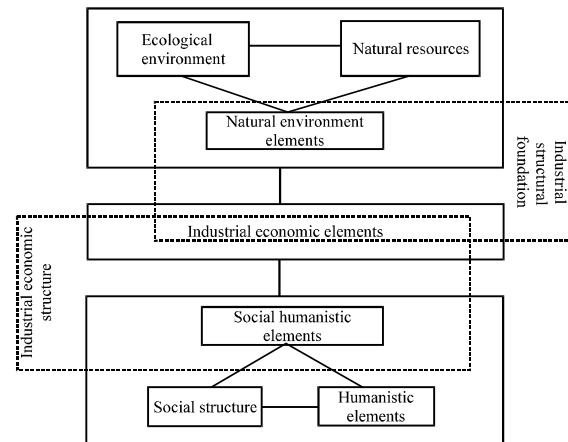 Ecological
environment
Natural resources
Natural environment
elements
Industrial
structural
foundation
Industrial economic elements
Industrial economic
structure
Social humanistic
elements
Social structure
Humanistic
elements